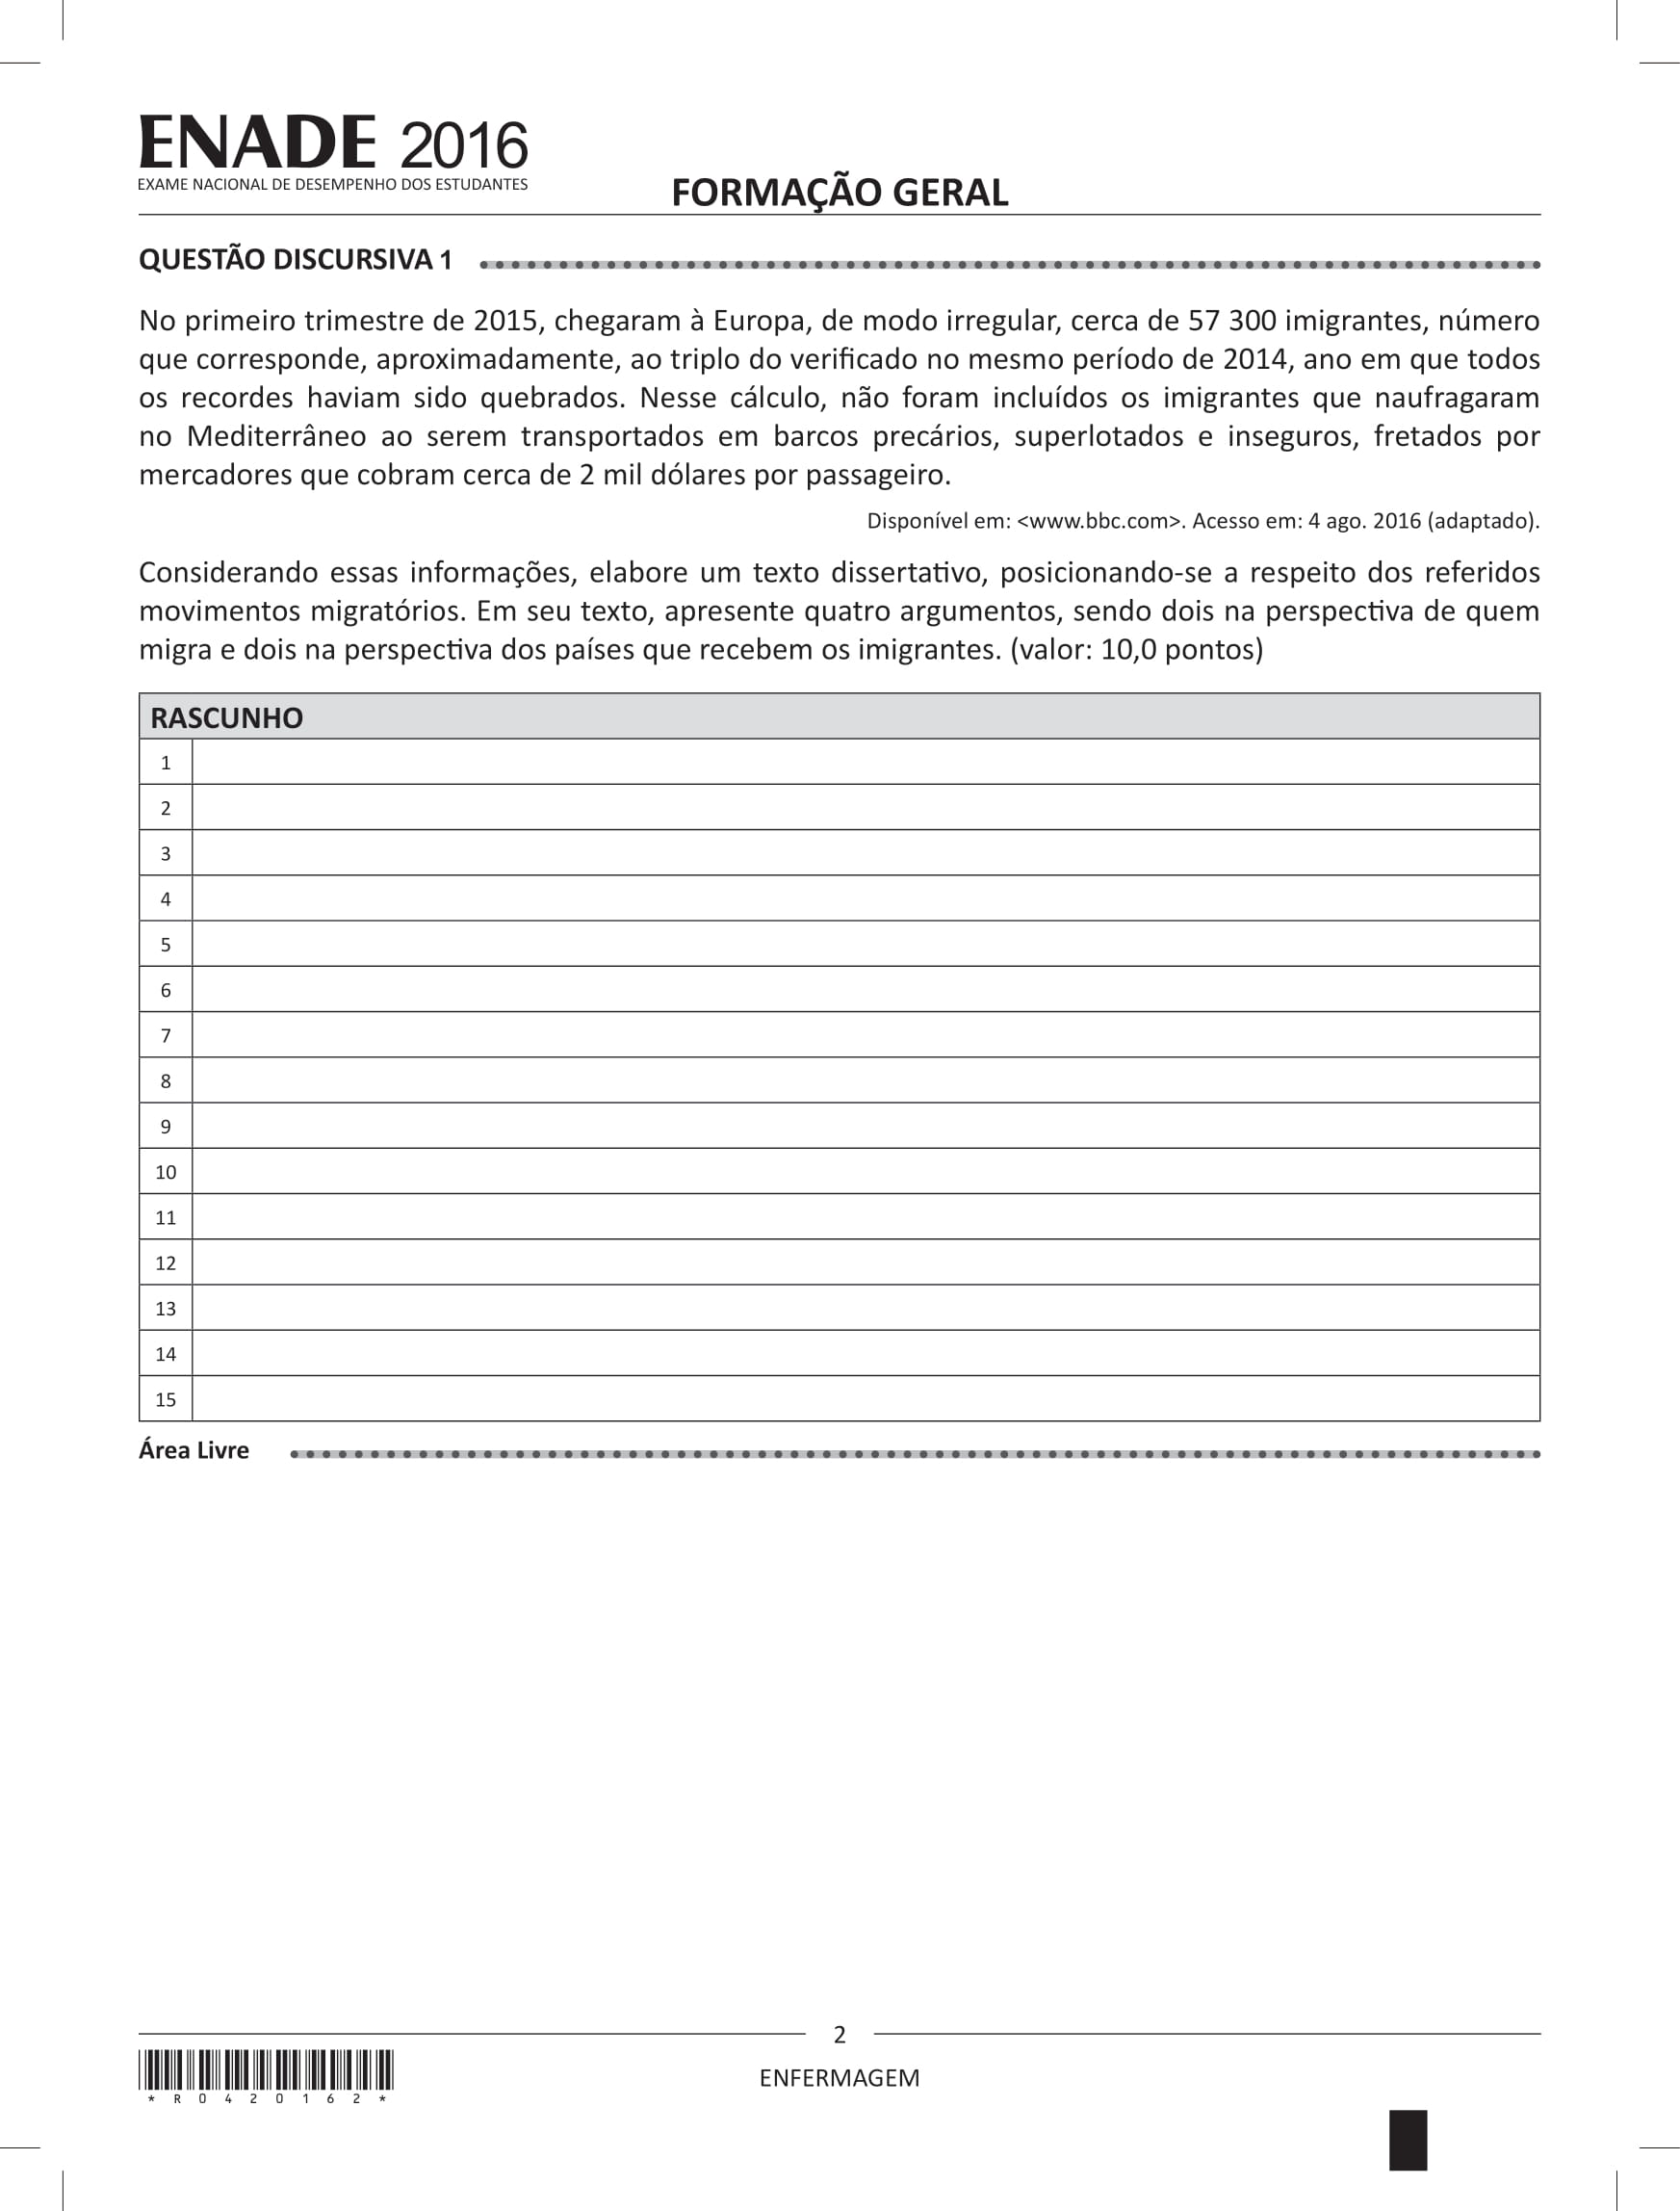 ENADE 2016
EXAME NACIONAL DE DESEMPENHO DOS ESTUDANTES
FORMAÇÃO GERAL
QUESTÃO DISCURSIVA 1
No primeiro trimestre de 2015, chegaram à Europa, de modo irregular, cerca de 57 300 imigrantes, número
que corresponde, aproximadamente, ao triplo do verificado no mesmo período de 2014, ano em que todos
os recordes haviam sido quebrados. Nesse cálculo, não foram incluídos os imigrantes que naufragaram
no Mediterrâneo ao serem transportados em barcos precários, superlotados e inseguros, fretados por
mercadores que cobram cerca de 2 mil dólares por passageiro.
Disponível em: <www.bbc.com>. Acesso em: 4 ago. 2016 (adaptado).
Considerando essas informações, elabore um texto dissertativo, posicionando-se a respeito dos referidos
movimentos migratórios. Em seu texto, apresente quatro argumentos, sendo dois na perspectiva de quem
migra e dois na perspectiva dos países que recebem os imigrantes. (valor: 10,0 pontos)
RASCUNHO
1
2
3
4
5
6
7
8
9
10
11
12
13
14
15
Área Livre
2
ENFERMAGEM
* R 0 4 2 0 1 6 2 *